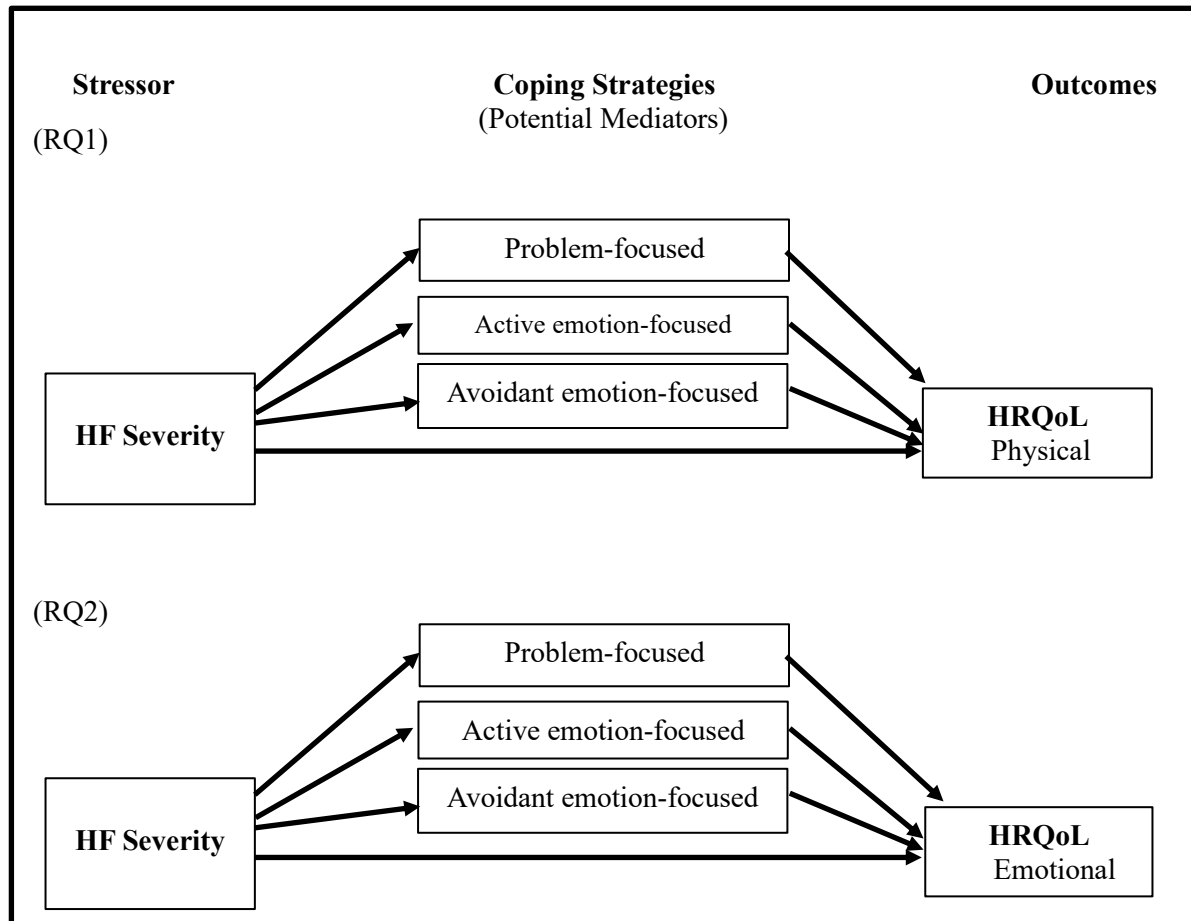 Stressor
Coping Strategies
Outcomes
(Potential Mediators)
(RQ1)
Problem-focused
Active emotion-focused
Avoidant emotion-focused
HF Severity
HRQoL
Physical
(RQ2)
Problem-focused
Active emotion-focused
Avoidant emotion-focused
HF Severity
HRQoL
Emotional